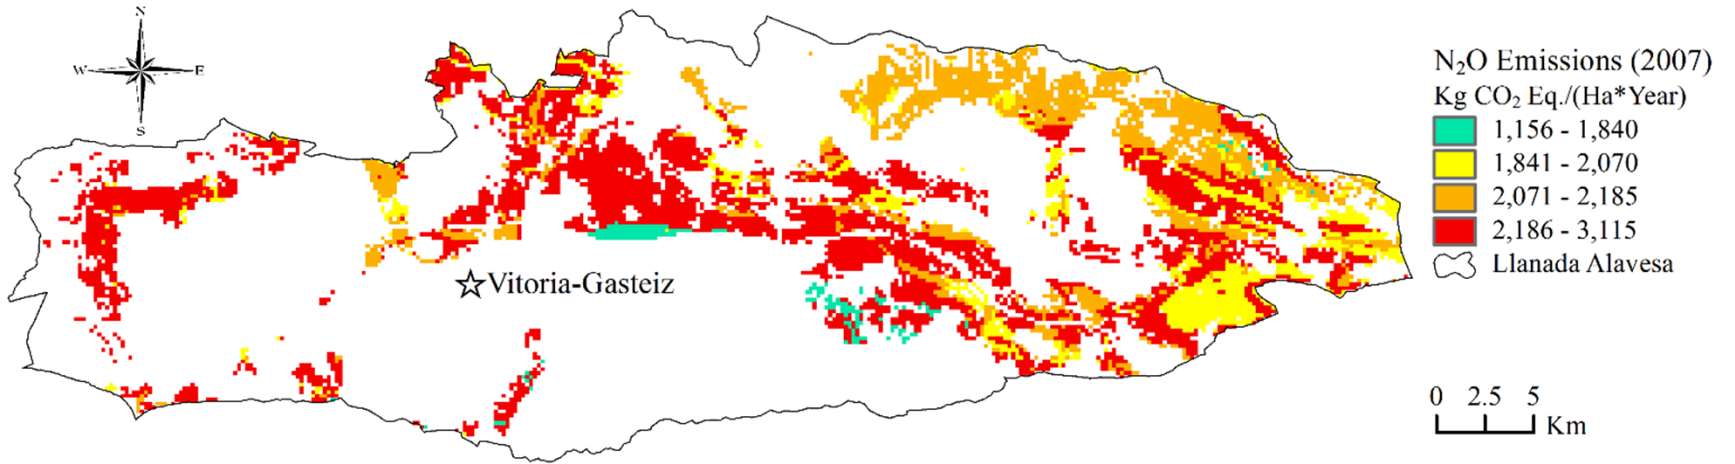 N
W E
S
Vitoria-Gasteiz
N₂O Emissions (2007)
Kg CO₂ Eq./(Ha*Year)
1,156 - 1,840
1,841 - 2,070
2,071 - 2,185
2,186 - 3,115
Llanada Alavesa
0 2.5 5
Km